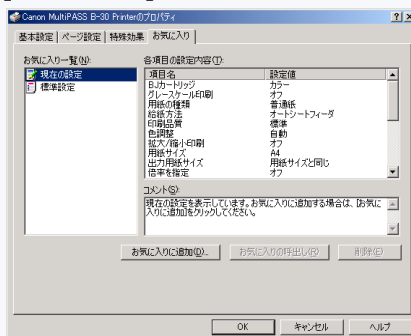 Canon MultiPASS B-30 Printerのプロパティ
基本設定 ページ設定 特殊効果 お気に入り
お気に入り一覧(N):
現在の設定
標準設定
各項目の設定内容(T):
項目名 設定値
BJカートリッジ カラー
グレースケール印刷 オフ
用紙の種類 普通紙
給紙方法 オートシートフィーダ
印刷品質 標準
色調整 自動
拡大/縮小印刷 オフ
用紙サイズ A4
出力用紙サイズ 用紙サイズと同じ
倍率を指定 オフ
コメント(S):
現在の設定を表示しています。お気に入りに追加する場合は、[お気に
入りに追加]をクリックしてください。
お気に入りに追加(D)... お気に入りの呼出し(R) 削除(E)
OK キャンセル ヘルプ